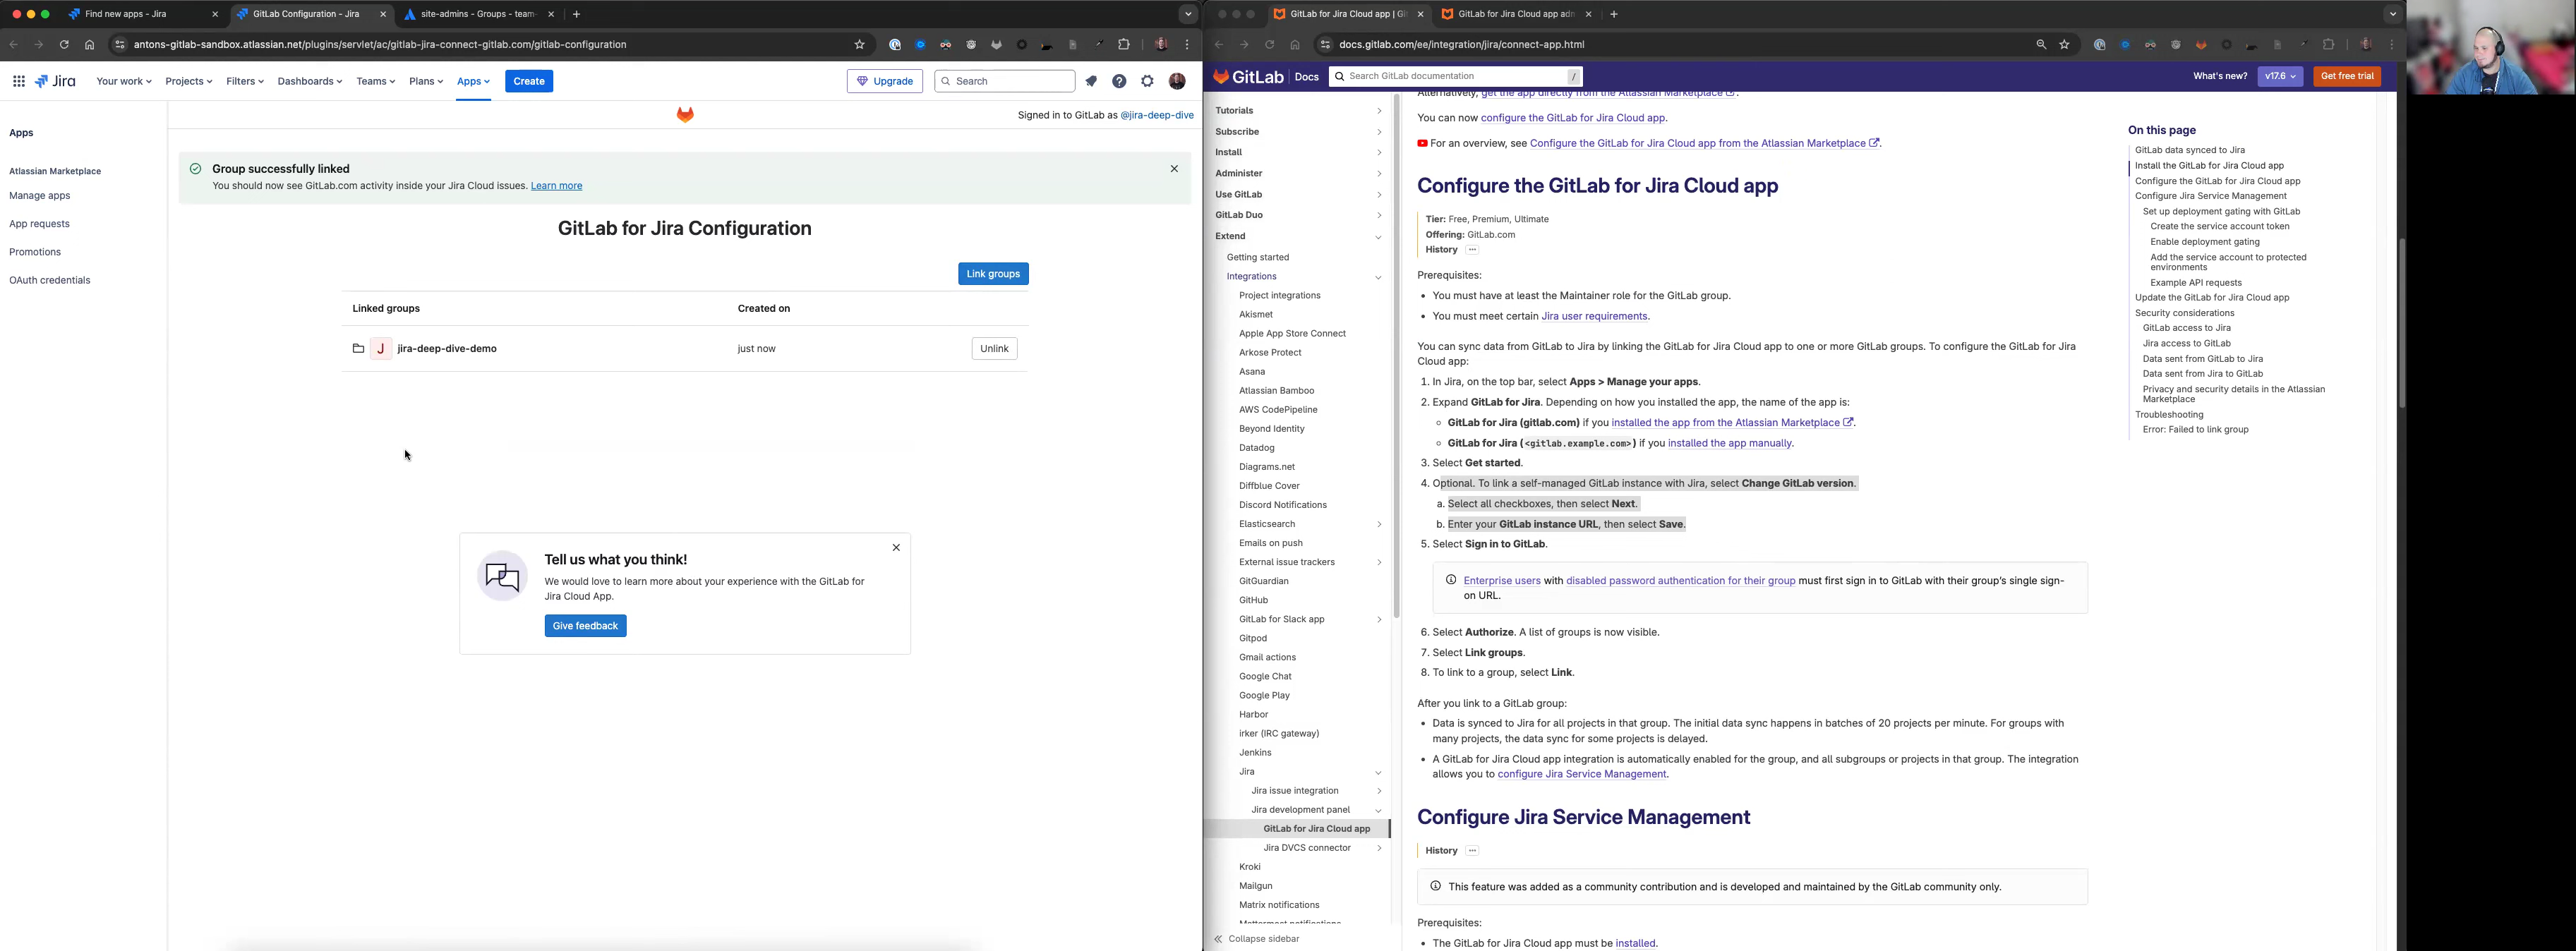 Find new apps - Jira
GitLab Configuration - Jira
site-admins - Groups - team-
antons-gitlab-sandbox.atlassian.net/plugins/servlet/ac/gitlab-jira-connect-gitlab.com/gitlab-configuration
Jira
Your work
Projects
Filters
Dashboards
Teams
Plans
Apps
Create
Upgrade
Search
Apps
Atlassian Marketplace
Manage apps
App requests
Promotions
OAuth credentials
Signed in to GitLab as @jira-deep-dive
Group successfully linked
You should now see GitLab.com activity inside your Jira Cloud issues. Learn more
GitLab for Jira Configuration
Link groups
Linked groups Created on
J jira-deep-dive-demo just now Unlink
Tell us what you think!
We would love to learn more about your experience with the GitLab for
Jira Cloud App.
Give feedback
GitLab for Jira Cloud app | Gi
GitLab for Jira Cloud app adm
docs.gitlab.com/ee/integration/jira/connect-app.html
GitLab Docs
Search GitLab documentation /
What's new?
v17.6
Get free trial
Tutorials
Subscribe
Install
Administer
Use GitLab
GitLab Duo
Extend
Getting started
Integrations
Project integrations
Akismet
Apple App Store Connect
Arkose Protect
Asana
Atlassian Bamboo
AWS CodePipeline
Beyond Identity
Datadog
Diagrams.net
Diffblue Cover
Discord Notifications
Elasticsearch
Emails on push
External issue trackers
GitGuardian
GitHub
GitLab for Slack app
Gitpod
Gmail actions
Google Chat
Google Play
Harbor
irker (IRC gateway)
Jenkins
Jira
Jira issue integration
Jira development panel
GitLab for Jira Cloud app
Jira DVCS connector
Kroki
Mailgun
Matrix notifications
Mattermost notifications
Collapse sidebar
Alternatively, get the app directly from the Atlassian Marketplace.
You can now configure the GitLab for Jira Cloud app.
For an overview, see Configure the GitLab for Jira Cloud app from the Atlassian Marketplace.
Configure the GitLab for Jira Cloud app
Tier: Free, Premium, Ultimate
Offering: GitLab.com
History ...
Prerequisites:
• You must have at least the Maintainer role for the GitLab group.
• You must meet certain Jira user requirements.
You can sync data from GitLab to Jira by linking the GitLab for Jira Cloud app to one or more GitLab groups. To configure the GitLab for Jira
Cloud app:
1. In Jira, on the top bar, select Apps > Manage your apps.
2. Expand GitLab for Jira. Depending on how you installed the app, the name of the app is:
◦ GitLab for Jira (gitlab.com) if you installed the app from the Atlassian Marketplace.
◦ GitLab for Jira (<gitlab.example.com>) if you installed the app manually.
3. Select Get started.
4. Optional. To link a self-managed GitLab instance with Jira, select Change GitLab version.
a. Select all checkboxes, then select Next.
b. Enter your GitLab instance URL, then select Save.
5. Select Sign in to GitLab.
Enterprise users with disabled password authentication for their group must first sign in to GitLab with their group's single sign-
on URL.
6. Select Authorize. A list of groups is now visible.
7. Select Link groups.
8. To link to a group, select Link.
After you link to a GitLab group:
• Data is synced to Jira for all projects in that group. The initial data sync happens in batches of 20 projects per minute. For groups with
many projects, the data sync for some projects is delayed.
• A GitLab for Jira Cloud app integration is automatically enabled for the group, and all subgroups or projects in that group. The integration
allows you to configure Jira Service Management.
Configure Jira Service Management
History ...
This feature was added as a community contribution and is developed and maintained by the GitLab community only.
Prerequisites:
• The GitLab for Jira Cloud app must be installed.
On this page
GitLab data synced to Jira
Install the GitLab for Jira Cloud app
Configure the GitLab for Jira Cloud app
Configure Jira Service Management
Set up deployment gating with GitLab
Create the service account token
Enable deployment gating
Add the service account to protected
environments
Example API requests
Update the GitLab for Jira Cloud app
Security considerations
GitLab access to Jira
Jira access to GitLab
Data sent from GitLab to Jira
Data sent from Jira to GitLab
Privacy and security details in the Atlassian
Marketplace
Troubleshooting
Error: Failed to link group